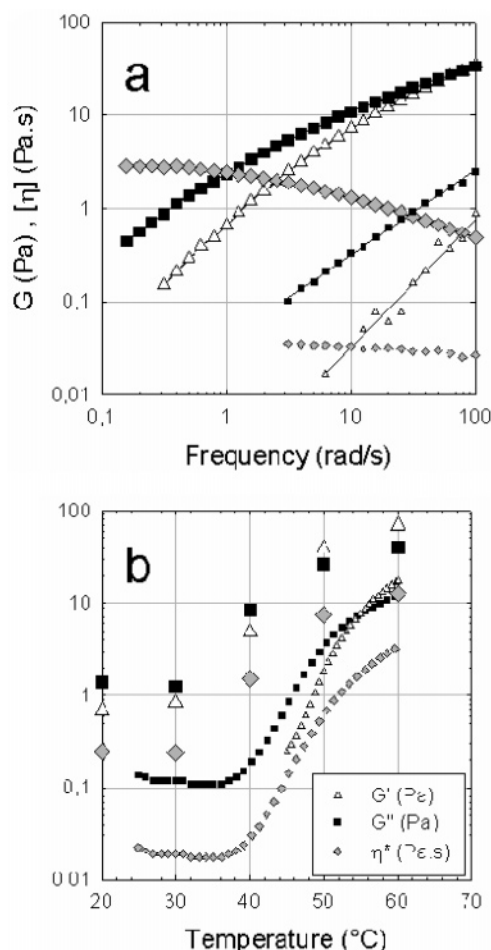 100
a
10
1
0.1
0,01
0,1 1 10 100
G (Pa) , [η] (Pa.s)
Frequency (rad/s)
100
b
10
1
0.1
0 01
20 30 40 50 60 70
G' (Pa)
G" (Pa)
η* (Pa.s)
Temperature (°C)